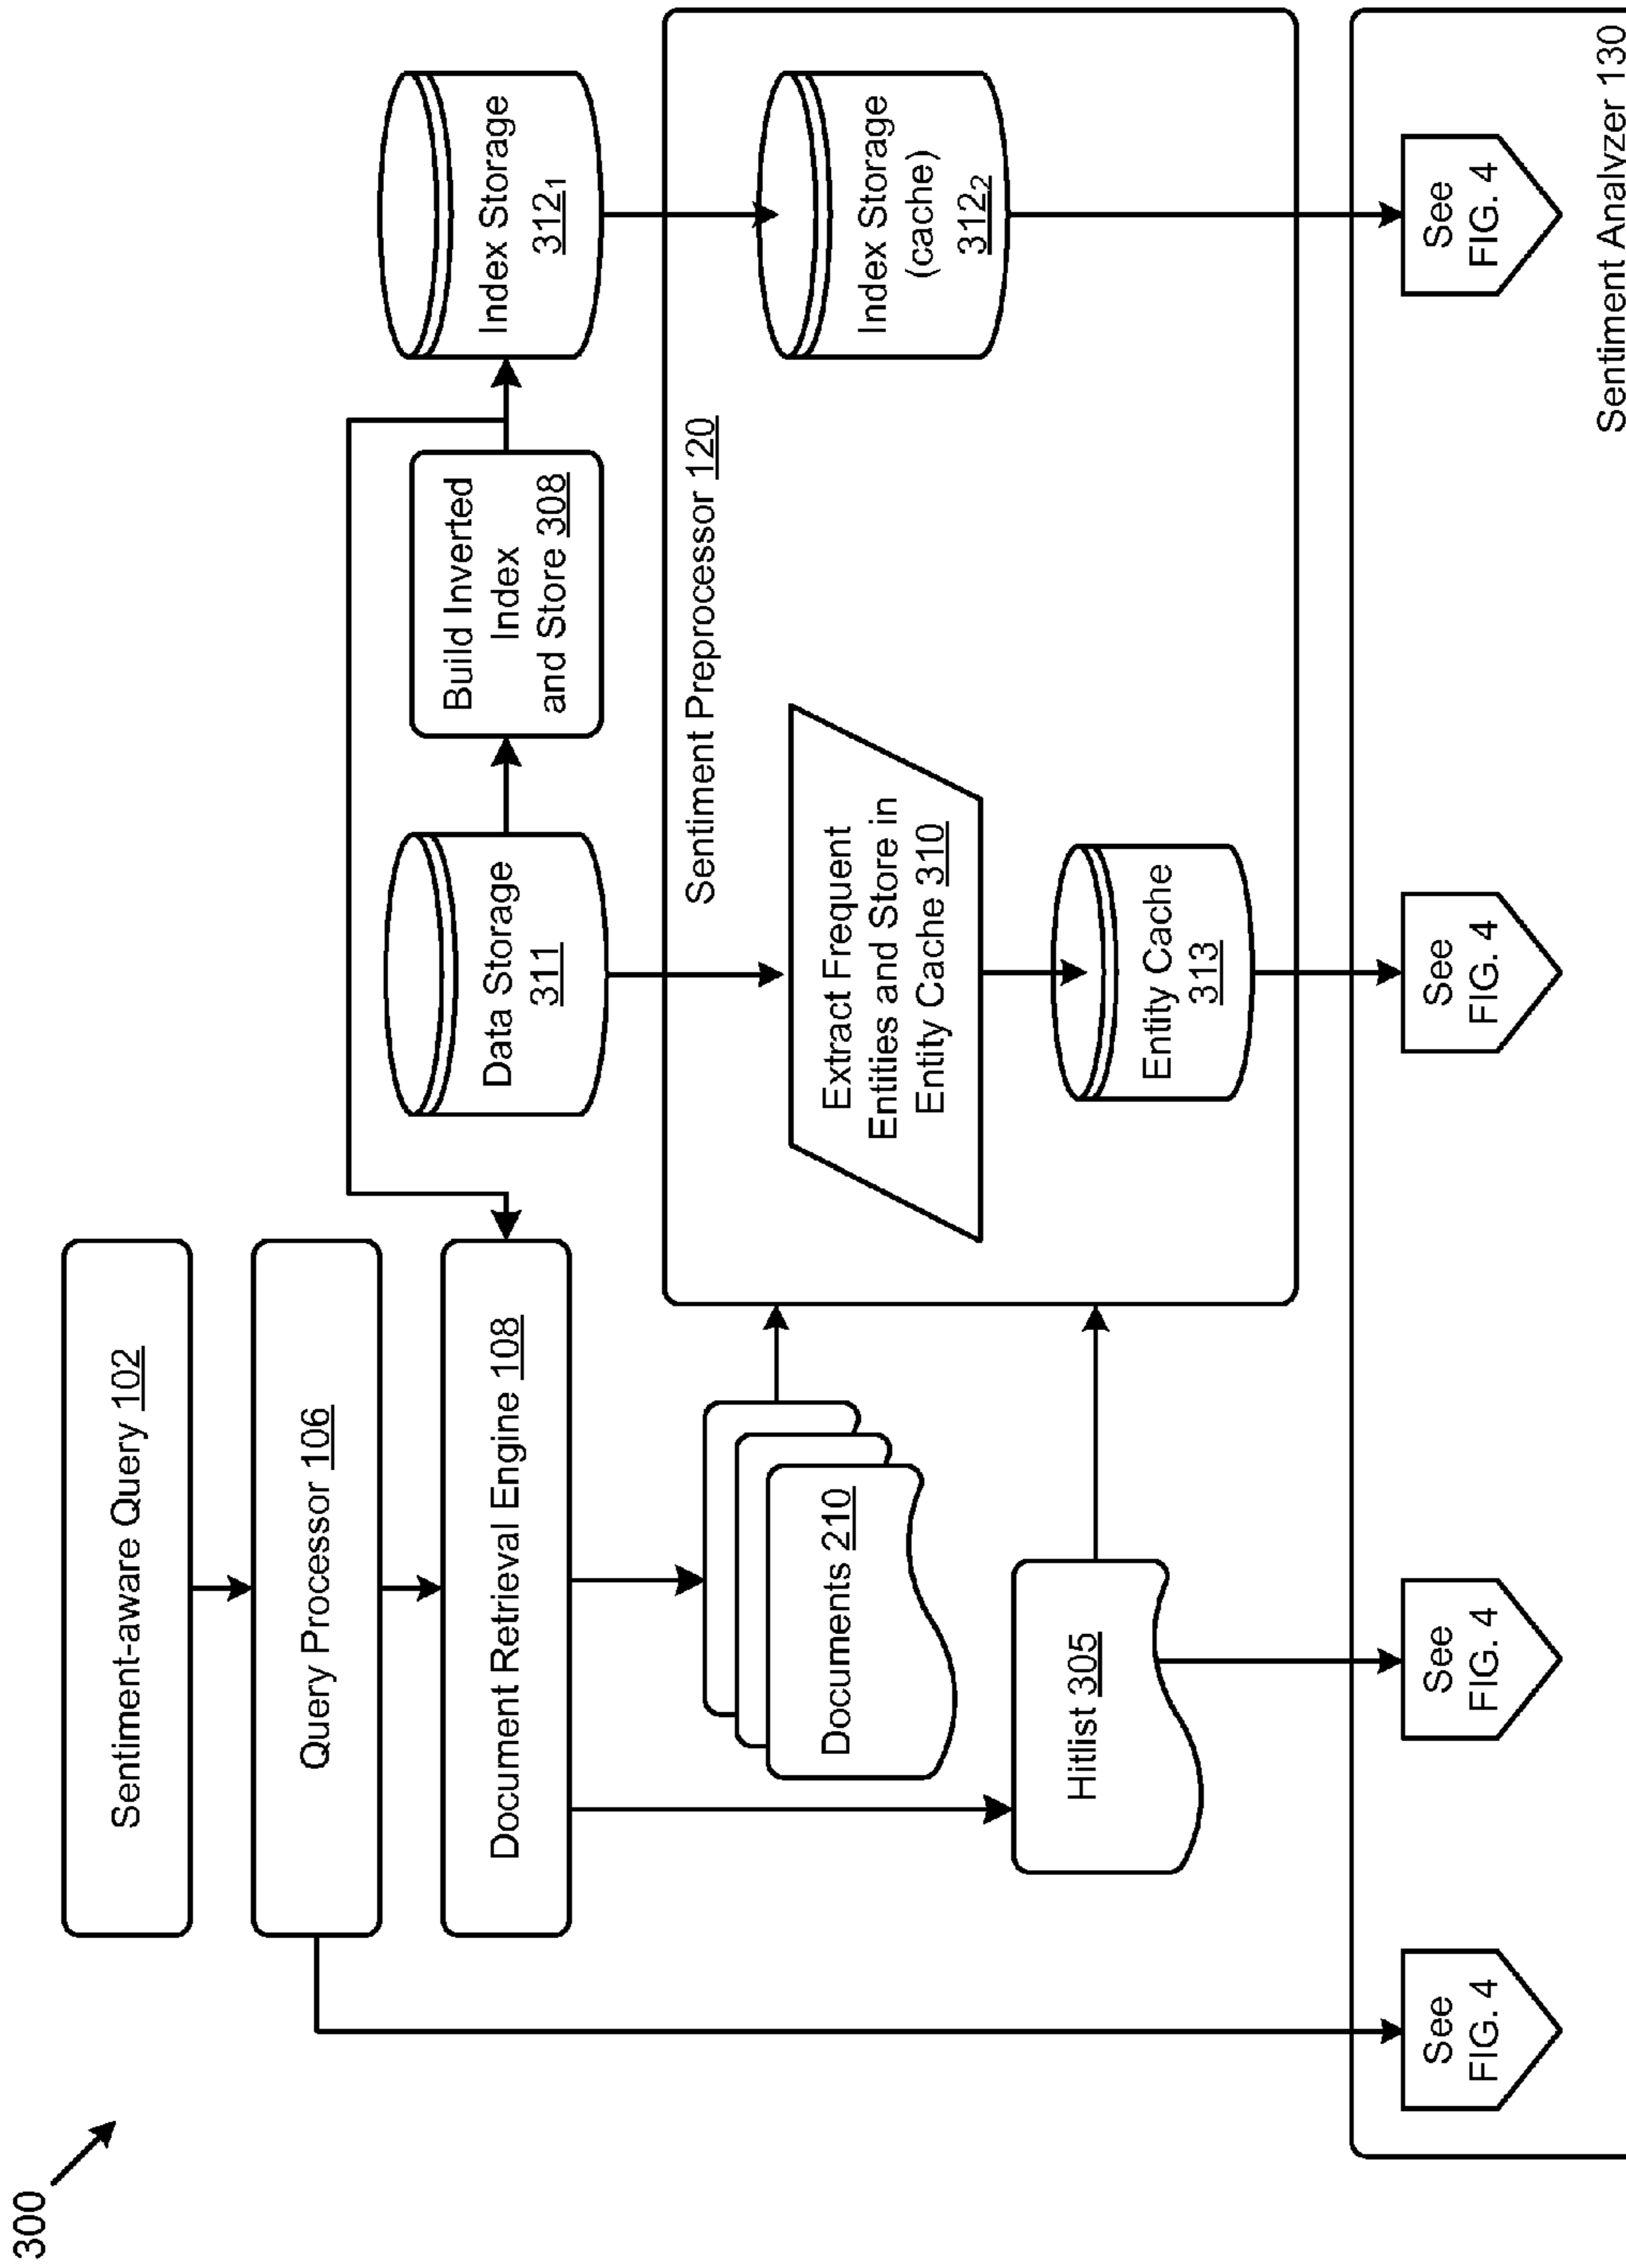 300
Sentiment-aware Query 102
Query Processor 106
Document Retrieval Engine 108
Data Storage
311
Build Inverted
Index
and Store 308
Index Storage
312₁
Sentiment Preprocessor 120
Documents 210
Hitlist 305
Extract Frequent
Entities and Store in
Entity Cache 310
Entity Cache
313
Index Storage
(cache)
312₂
See
FIG. 4
See
FIG. 4
See
FIG. 4
See
FIG. 4
Sentiment Analyzer 130